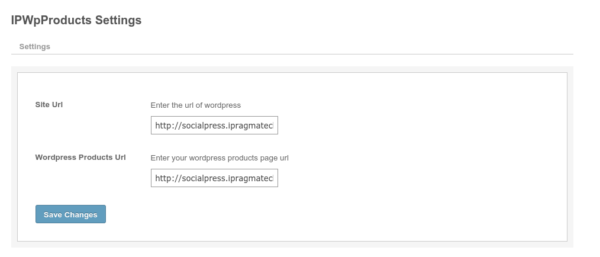 IPWpProducts Settings
Settings
Site Url
Enter the url of wordpress
http://socialpress.ipragmatec
Wordpress Products Url
Enter your wordpress products page url
http://socialpress.ipragmatec
Save Changes